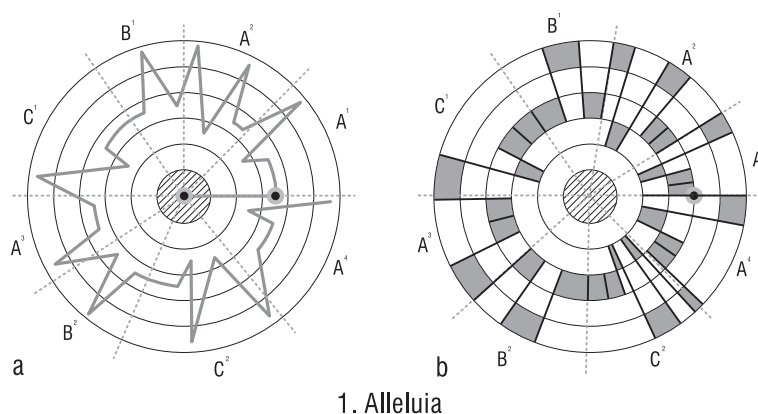 B¹
A²
A¹
C¹
A³
B²
C²
A⁴
a
B¹
A²
A
C¹
A³
B²
C²
A⁴
b
1. Alleluia